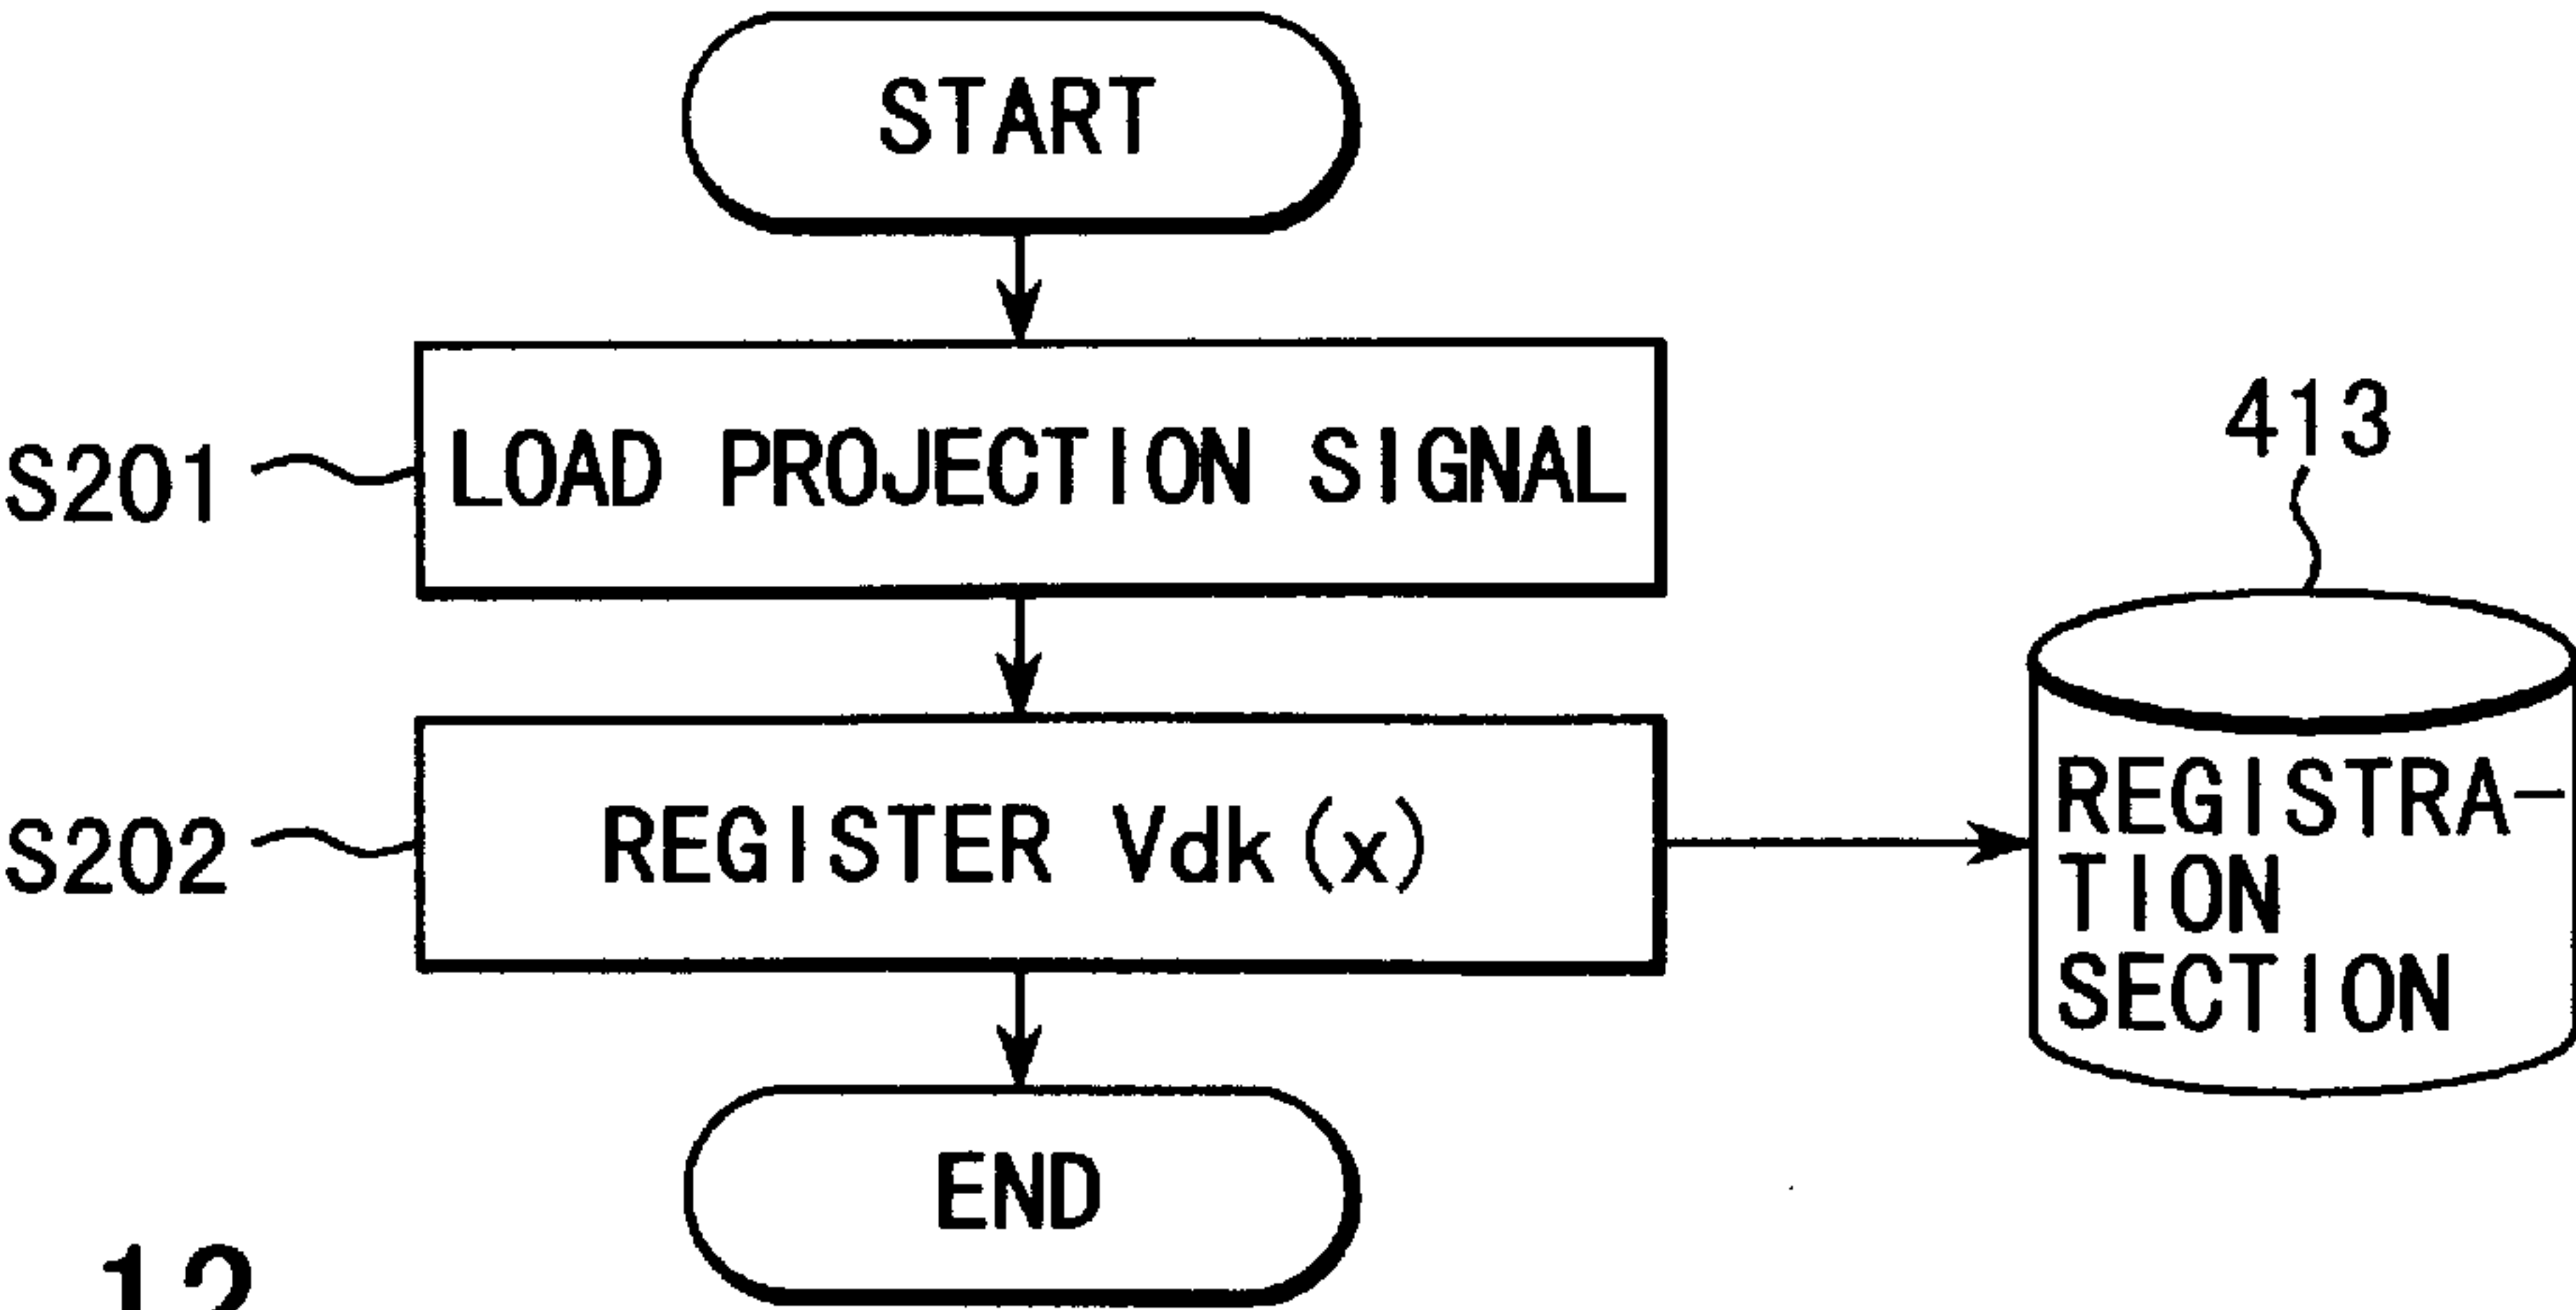 START
S201
LOAD PROJECTION SIGNAL
413
S202
REGISTER Vdk(x)
REGISTRA-
TION
SECTION
END
12